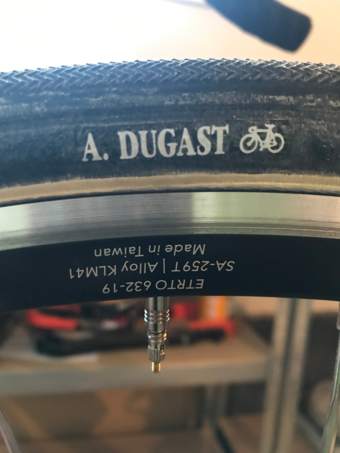 A. DUGAST
ETRTO 632-19
SA-259T | Alloy KLM41
Made in Taiwan